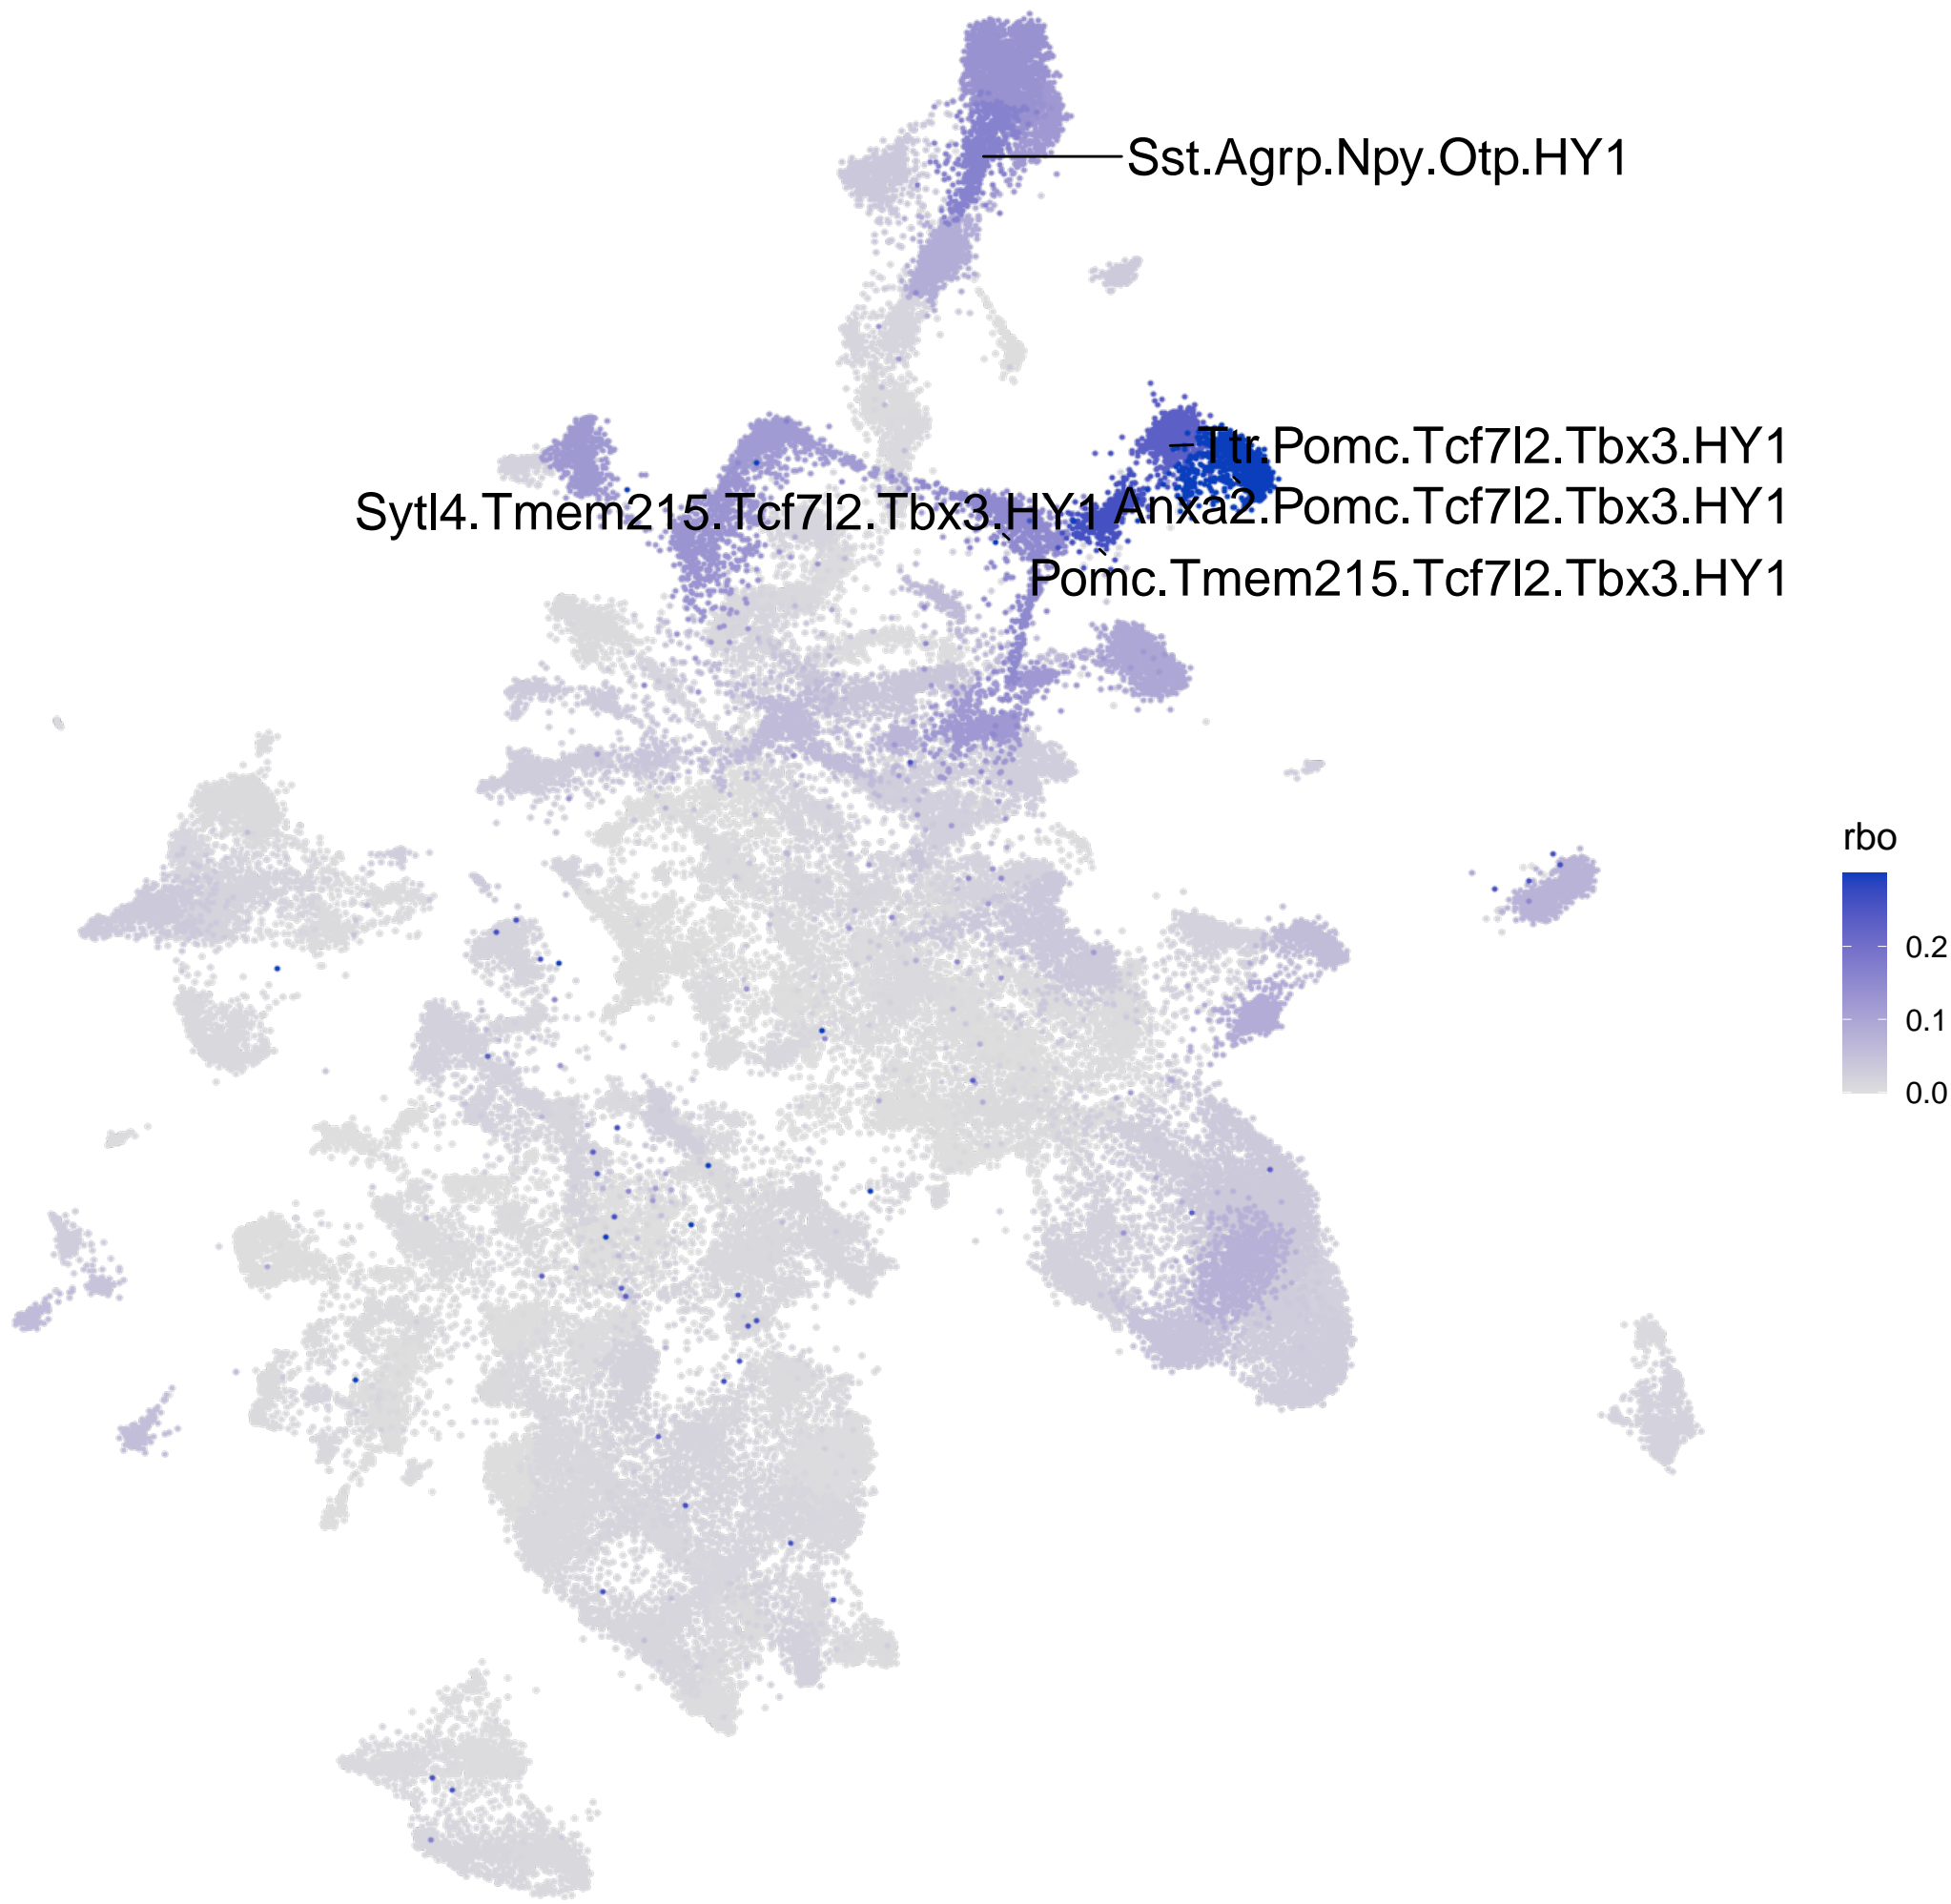 Sst.Agrp.Npy.Otp.HY1
Ttr.Pomc.Tcf7l2.Tbx3.HY1
Sytl4.Tmem215.Tcf7l2.Tbx3.HY1
Anxa2.Pomc.Tcf7l2.Tbx3.HY1
Pomc.Tmem215.Tcf7l2.Tbx3.HY1
rbo
0.2
0.1
0.0